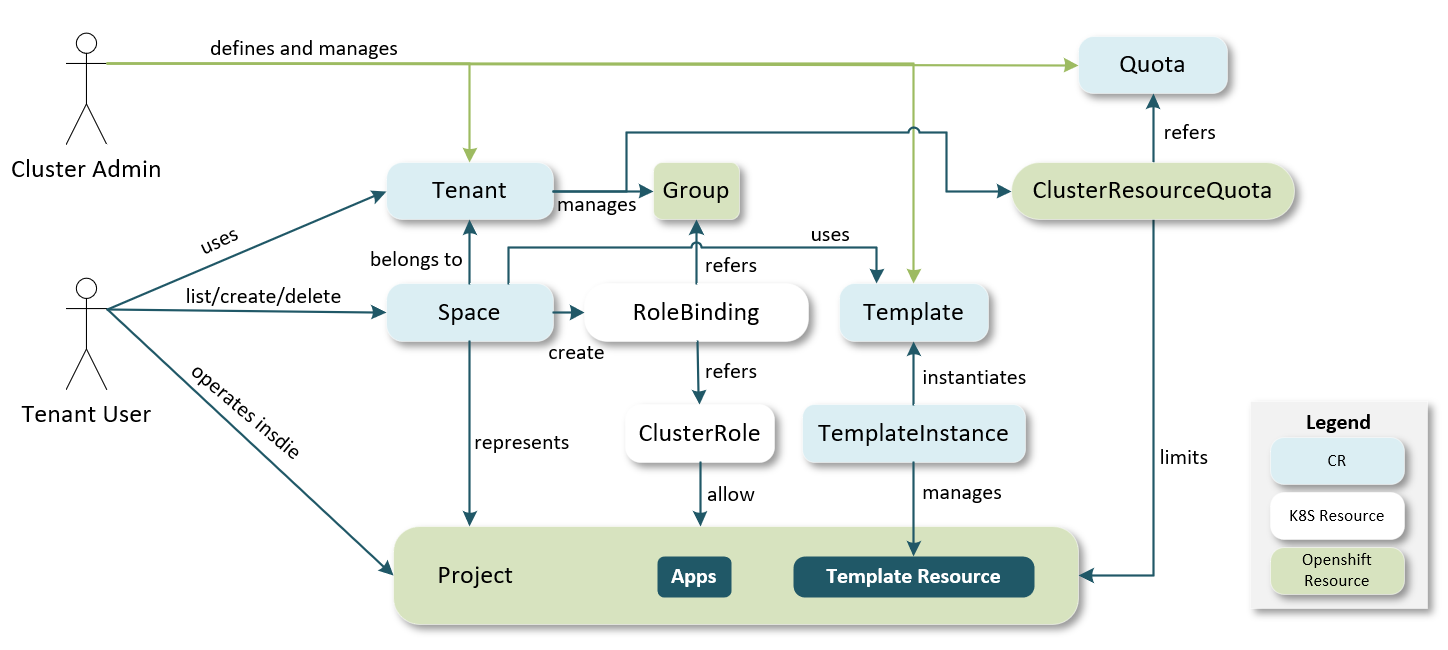 defines and manages
Quota
refers
Cluster Admin
Tenant
manages
Group
ClusterResourceQuota
uses
belongs to
uses
refers
list/create/delete
Space
create
RoleBinding
Template
Tenant User
operates insdie
refers
instantiates
represents
ClusterRole
TemplateInstance
limits
allow
manages
Project
Apps
Template Resource
Legend
CR
K8S Resource
Openshift
Resource